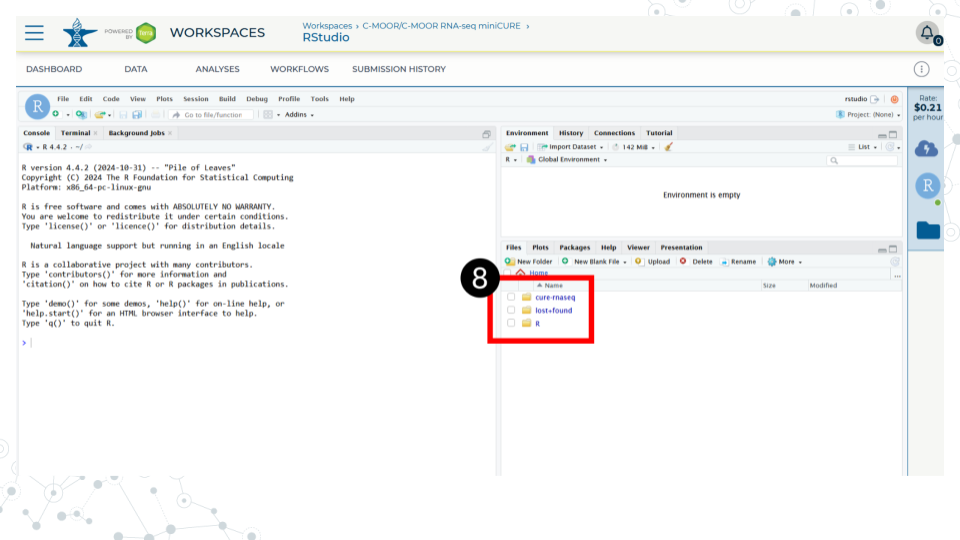 POWERED BY Terra
WORKSPACES
Workspaces › C-MOOR/C-MOOR RNA-seq miniCURE ›
RStudio
0
DASHBOARD DATA ANALYSES WORKFLOWS SUBMISSION HISTORY
Rate:
$0.21
per hour
R
R File Edit Code View Plots Session Build Debug Profile Tools Help
rstudio
Go to file/function Addins
Project: (None)
Console Terminal × Background Jobs ×
R 4.4.2 · ~/
R version 4.4.2 (2024-10-31) -- "Pile of Leaves"
Copyright (C) 2024 The R Foundation for Statistical Computing
Platform: x86_64-pc-linux-gnu
R is free software and comes with ABSOLUTELY NO WARRANTY.
You are welcome to redistribute it under certain conditions.
Type 'license()' or 'licence()' for distribution details.
Natural language support but running in an English locale
R is a collaborative project with many contributors.
Type 'contributors()' for more information and
'citation()' on how to cite R or R packages in publications.
Type 'demo()' for some demos, 'help()' for on-line help, or
'help.start()' for an HTML browser interface to help.
Type 'q()' to quit R.
>
Environment History Connections Tutorial
Import Dataset 142 MiB List
R Global Environment
Environment is empty
Files Plots Packages Help Viewer Presentation
New Folder New Blank File Upload Delete Rename More
Home ...
8
Name Size Modified
cure-rnaseq
lost+found
R